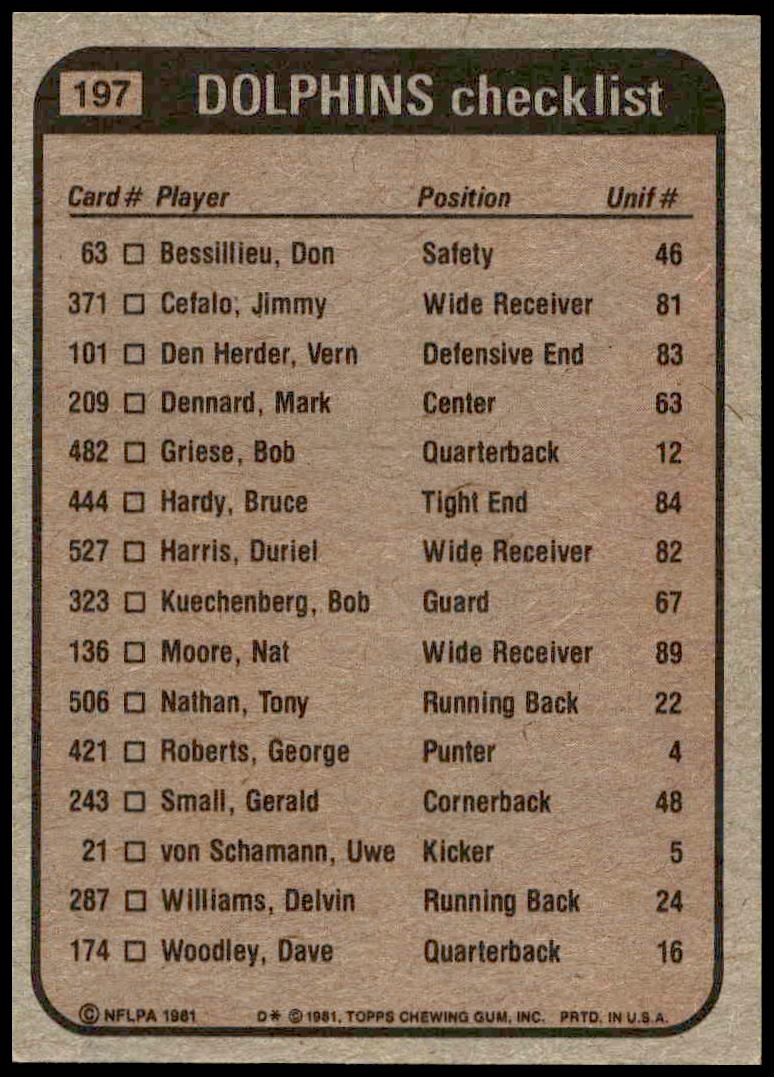 197 DOLPHINS checklist
Card # Player Position Unif #
63 □ Bessillieu, Don Safety 46
371 □ Cefalo, Jimmy Wide Receiver 81
101 □ Den Herder, Vern Defensive End 83
209 □ Dennard, Mark Center 63
482 □ Griese, Bob Quarterback 12
444 □ Hardy, Bruce Tight End 84
527 □ Harris, Duriel Wide Receiver 82
323 □ Kuechenberg, Bob Guard 67
136 □ Moore, Nat Wide Receiver 89
506 □ Nathan, Tony Running Back 22
421 □ Roberts, George Punter 4
243 □ Small, Gerald Cornerback 48
21 □ von Schamann, Uwe Kicker 5
287 □ Williams, Delvin Running Back 24
174 □ Woodley, Dave Quarterback 16
© NFLPA 1981 D* © 1981, TOPPS CHEWING GUM, INC. PRTD. IN U.S.A.